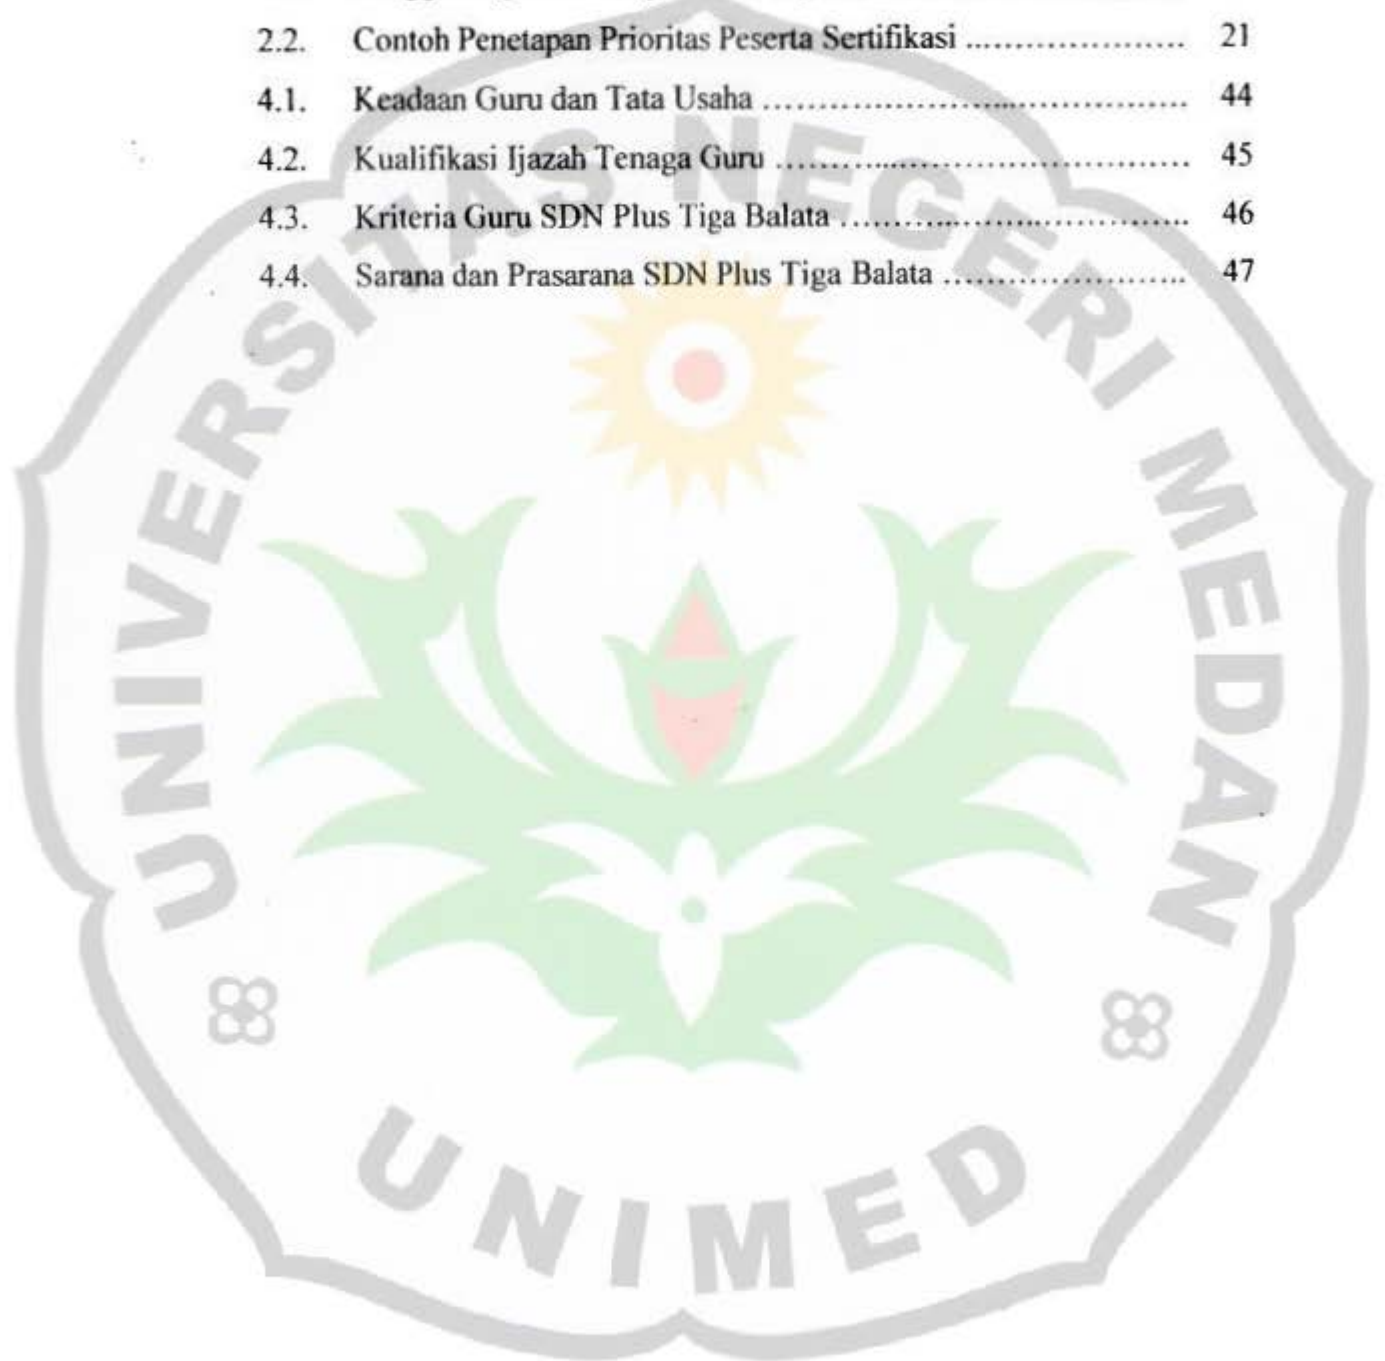 2.2. Contoh Penetapan Prioritas Peserta Sertifikasi ..................... 21
4.1. Keadaan Guru dan Tata Usaha ........................................ 44
4.2. Kualifikasi Ijazah Tenaga Guru ....................................... 45
4.3. Kriteria Guru SDN Plus Tiga Balata ................................. 46
4.4. Sarana dan Prasarana SDN Plus Tiga Balata ....................... 47
UNIVERSITAS NEGERI MEDAN
UNIMED